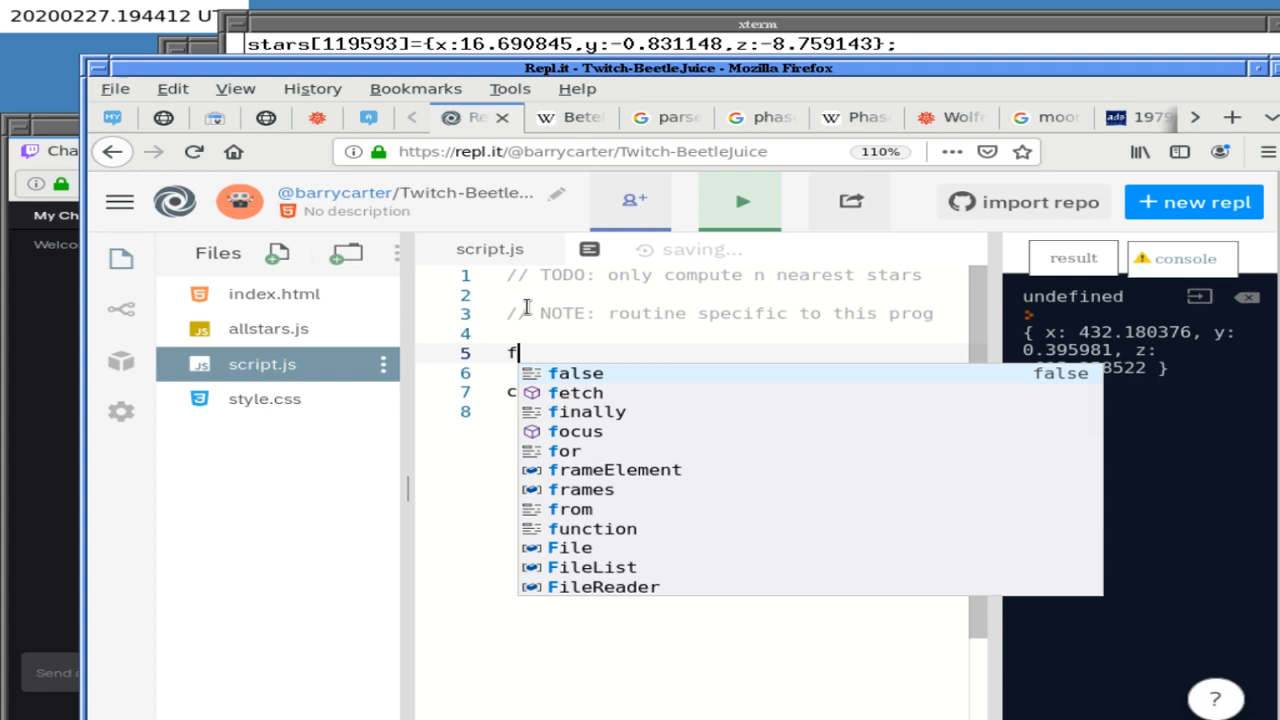 20200227.194412 U
xterm
stars[119593]={x:16.690845,y:-0.831148,z:-8.759143};
Repl.it - Twitch-BeetleJuice - Mozilla Firefox
File Edit View History Bookmarks Tools Help
MY Re Betel parse phas Phas Wolfr moo ads 1979
https://repl.it/@barrycarter/Twitch-BeetleJuice 110%
Cha
@barrycarter/Twitch-Beetle...
No description
import repo
+ new repl
My Ch
Welco
Files
script.js
saving...
result
console
index.html
allstars.js
script.js
style.css
1 // TODO: only compute n nearest stars
2
3 // NOTE: routine specific to this prog
4
5 f
6
7 c
8
false false
fetch
finally
focus
for
frameElement
frames
from
function
File
FileList
FileReader
undefined
{ x: 432.180376, y:
0.395981, z:
8522 }
Send
?